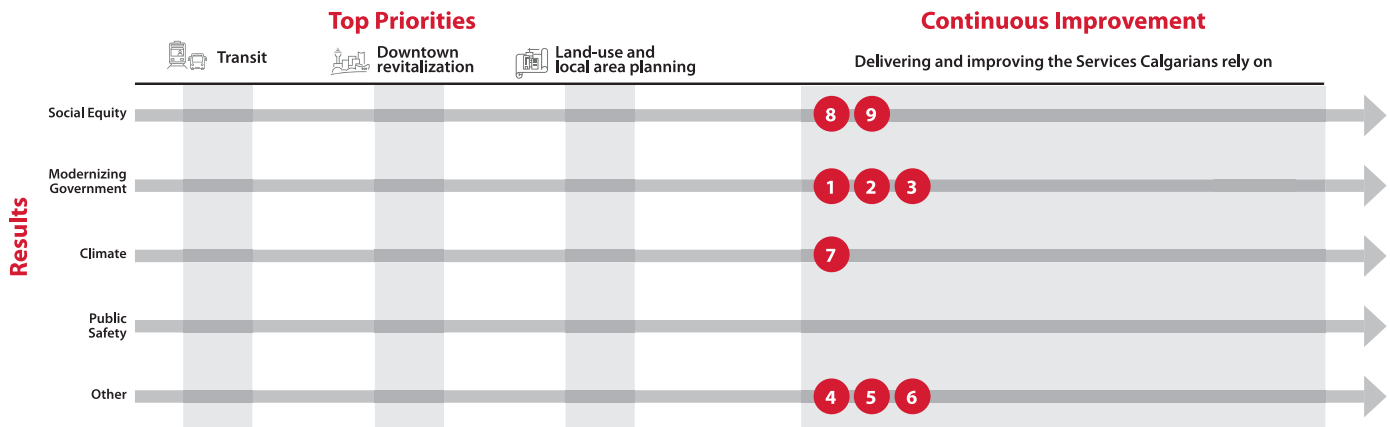 Top Priorities
Continuous Improvement
Transit
Downtown
revitalization
Land-use and
local area planning
Delivering and improving the Services Calgarians rely on
Results
Social Equity
8 9
Modernizing
Government
1 2 3
Climate
7
Public
Safety
Other
4 5 6